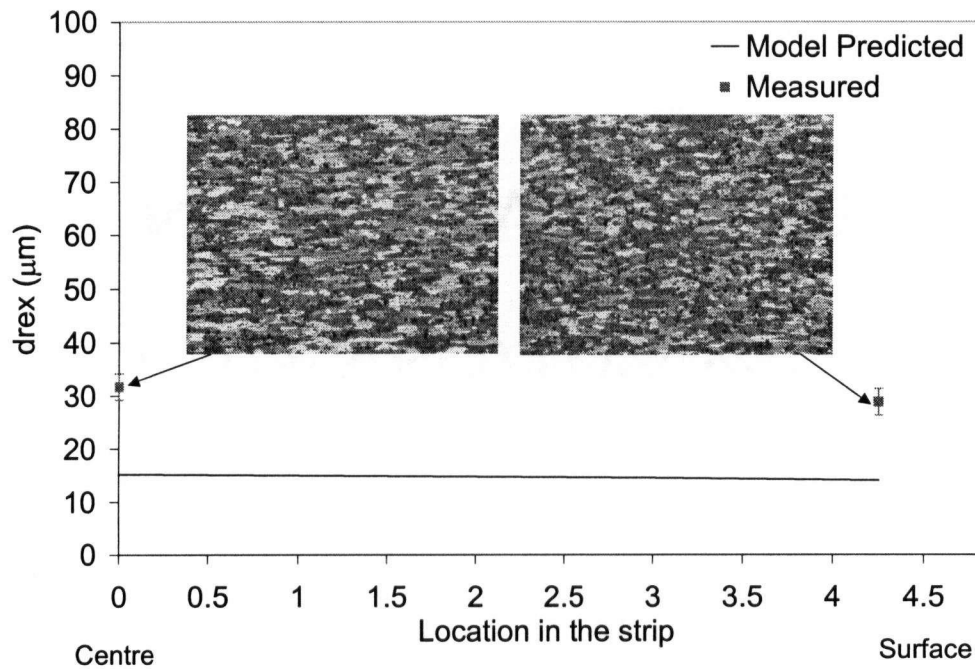 100
90
80
70
60
50
40
30
20
10
0
drex (µm)
Model Predicted
Measured
0 0.5 1 1.5 2 2.5 3 3.5 4 4.5
Location in the strip
Centre
Surface